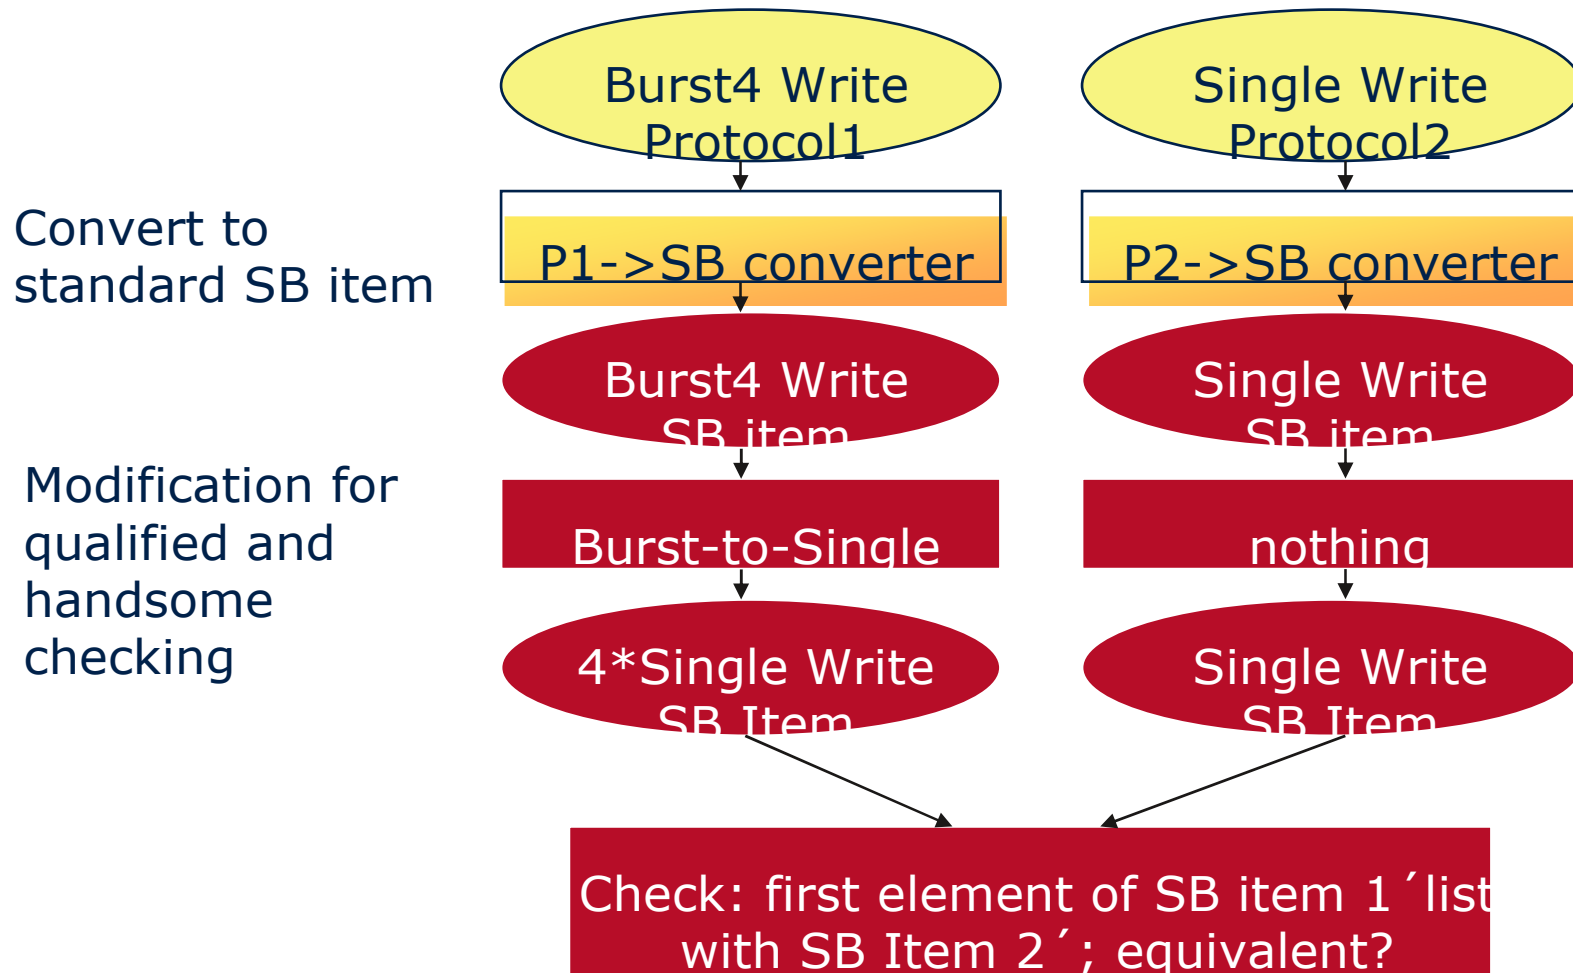 Burst4 Write
Protocol1
Single Write
Protocol2
Convert to
standard SB item
P1->SB converter
P2->SB converter
Burst4 Write
SB item
Single Write
SB item
Modification for
qualified and
handsome
checking
Burst-to-Single
nothing
4*Single Write
SB Item
Single Write
SB Item
Check: first element of SB item 1´list
with SB Item 2´; equivalent?